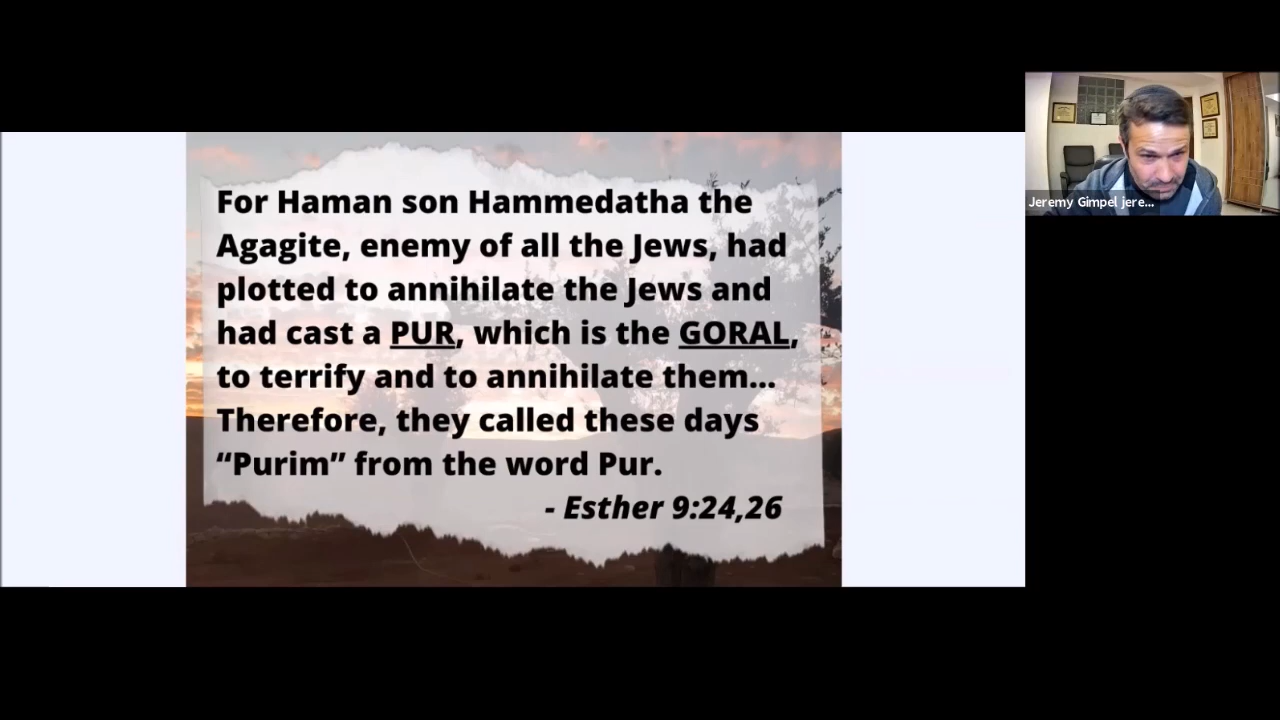 For Haman son Hammedatha the
Agagite, enemy of all the Jews, had
plotted to annihilate the Jews and
had cast a PUR, which is the GORAL,
to terrify and to annihilate them...
Therefore, they called these days
“Purim” from the word Pur.
- Esther 9:24,26
Jeremy Gimpel jere...